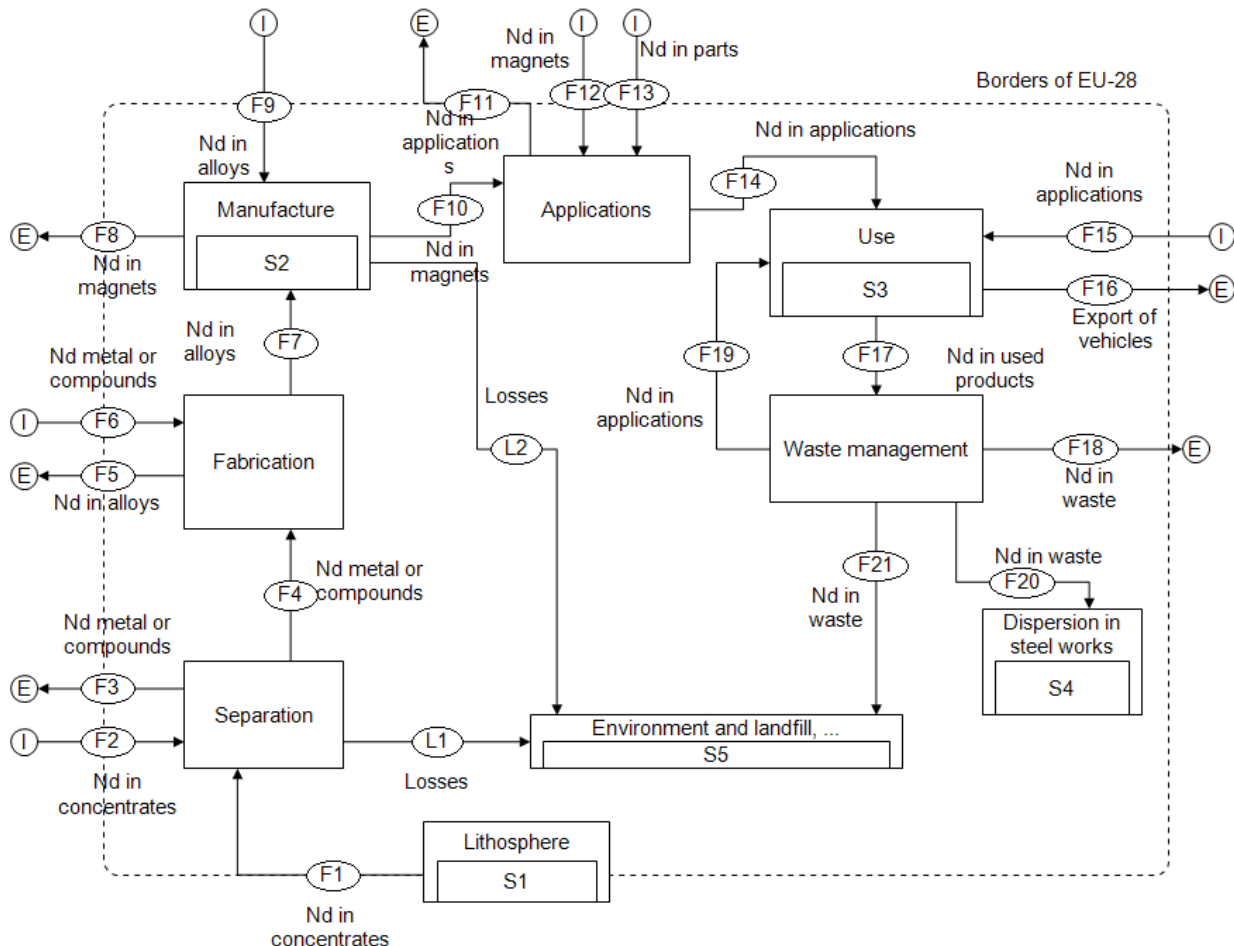 I
E
Nd in
magnets
I
I
Nd in parts
Borders of EU-28
F9
F11
F12
F13
Nd in
alloys
Nd in
application
s
Nd in applications
Manufacture
S2
F10
Applications
F14
Nd in
applications
E
F8
Nd in
magnets
Nd in
magnets
Use
S3
F15
I
F16
E
Export of
vehicles
Nd in
alloys
F7
F19
F17
Nd in used
products
Nd metal or
compounds
Losses
Nd in
applications
I
F6
E
F5
Nd in alloys
Fabrication
L2
Waste management
F18
E
Nd in
waste
Nd metal or
compounds
F4
F21
Nd in
waste
Nd in waste
F20
Dispersion in
steel works
S4
Nd metal or
compounds
E
F3
I
F2
Nd in
concentrates
Separation
L1
Losses
Environment and landfill, ...
S5
Lithosphere
S1
F1
Nd in
concentrates